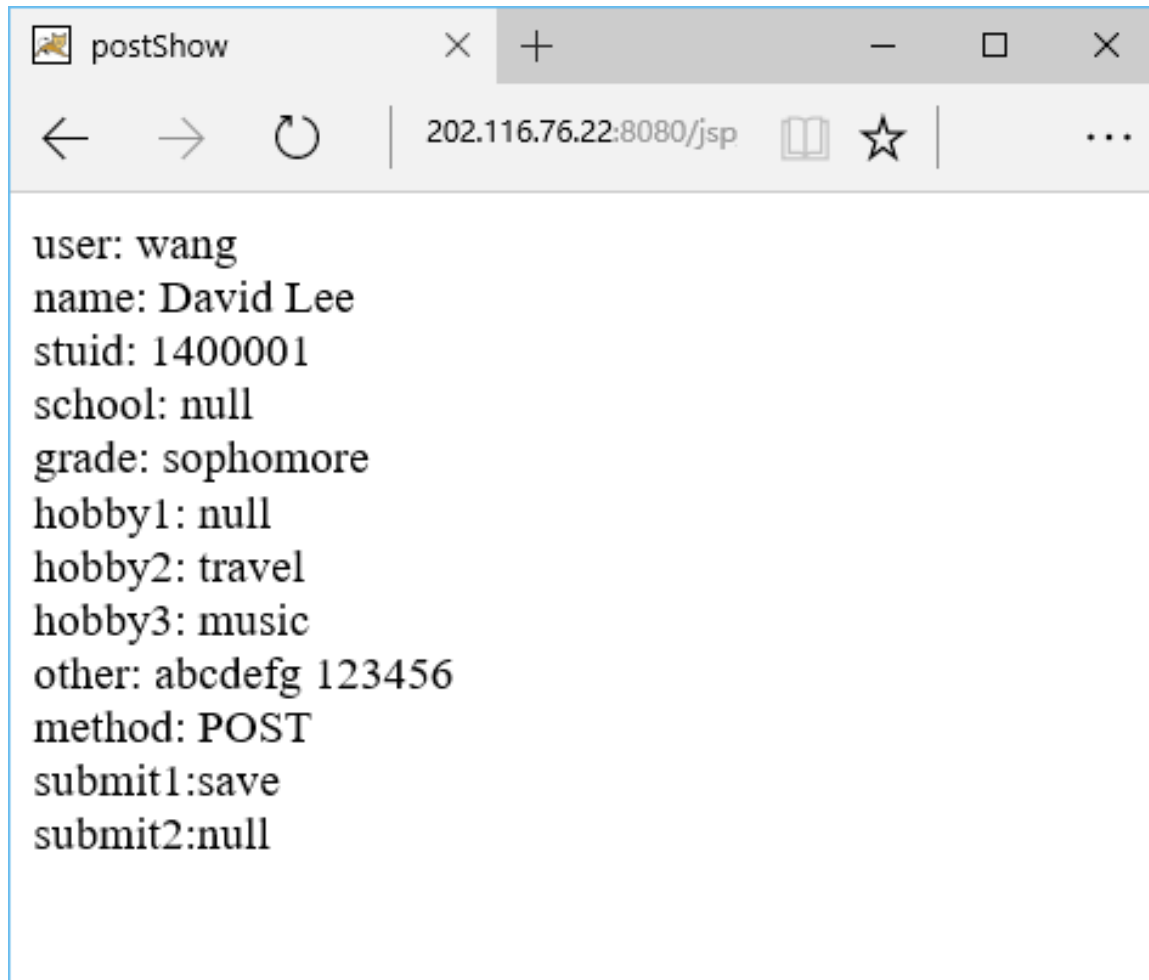 postShow
202.116.76.22:8080/jsp
user: wang
name: David Lee
stuid: 1400001
school: null
grade: sophomore
hobby1: null
hobby2: travel
hobby3: music
other: abcdefg 123456
method: POST
submit1:save
submit2:null